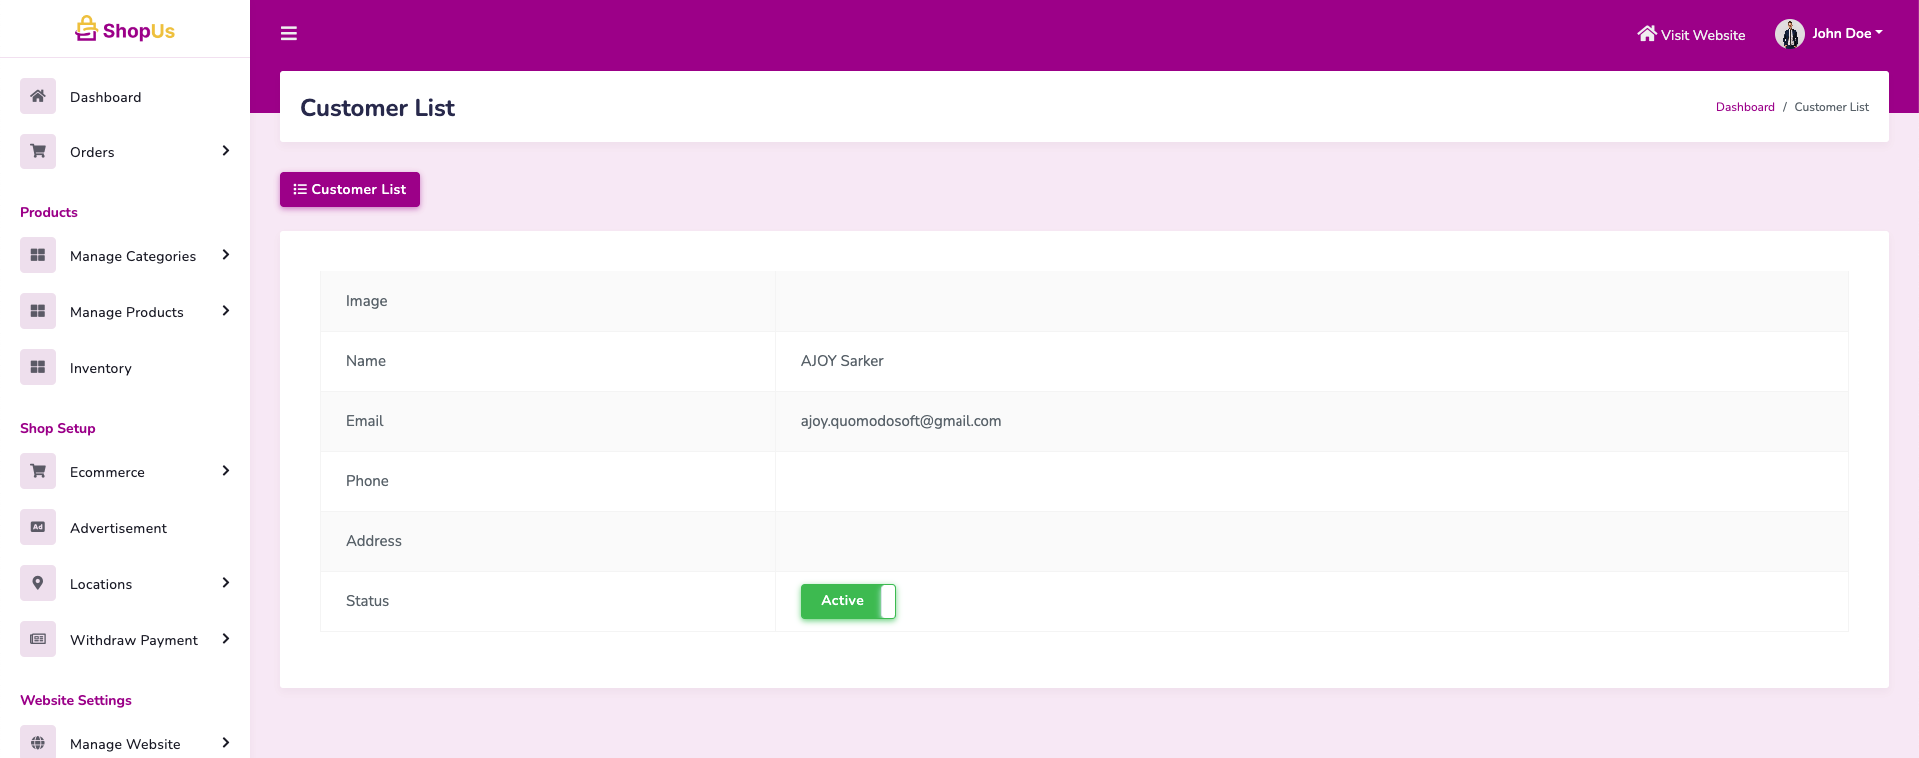 ShopUs
Visit Website
John Doe
Dashboard
Customer List
Dashboard / Customer List
Orders
Customer List
Products
Manage Categories
Manage Products
Inventory
Shop Setup
Ecommerce
Ad
Advertisement
Locations
Withdraw Payment
Website Settings
Manage Website
Image
Name
AJOY Sarker
Email
ajoy.quomodosoft@gmail.com
Phone
Address
Status
Active